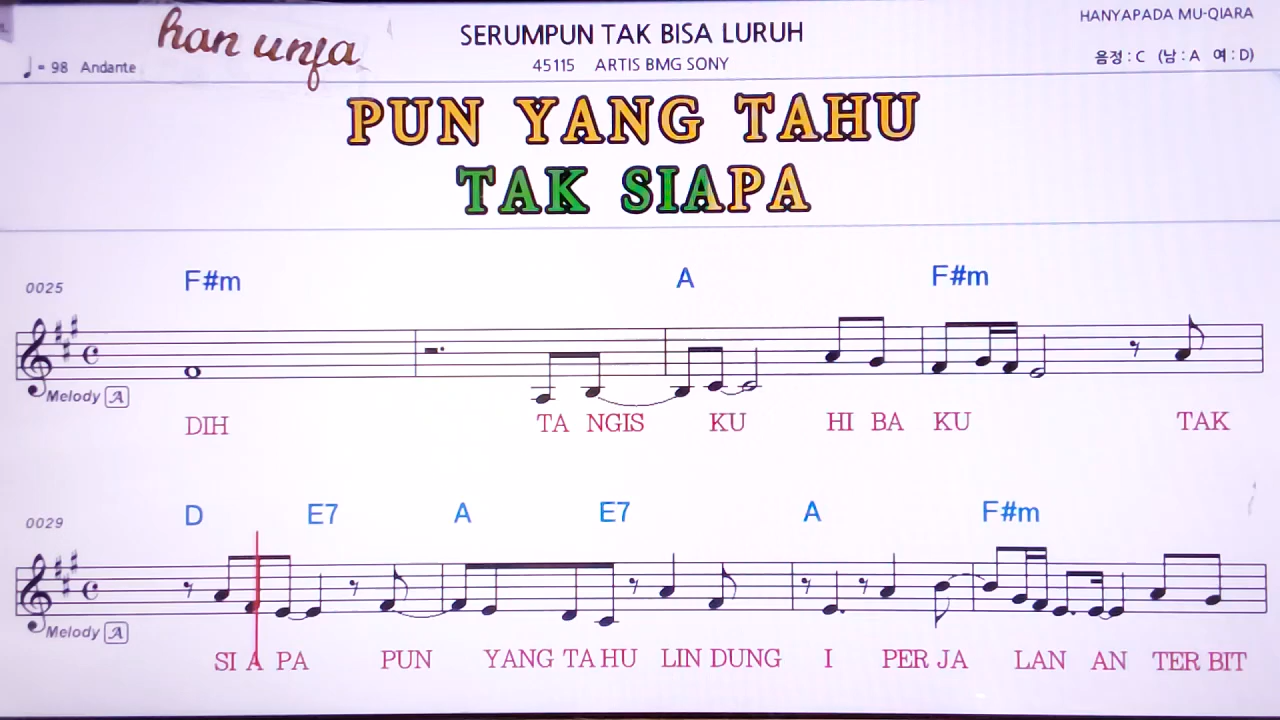 han unfa
SERUMPUN TAK BISA LURUH
HANYAPADA MU-QIARA
♩= 98 Andante
45115 ARTIS BMG SONY
음정 : C (남 : A 여 : D)
PUN YANG TAHU
TAK SIAPA
0025 F#m A F#m
Melody A
DIH TA NGIS KU HI BA KU TAK
0029 D E7 A E7 A F#m
Melody A
SI A PA PUN YANG TA HU LIN DUNG I PER JA LAN AN TER BIT